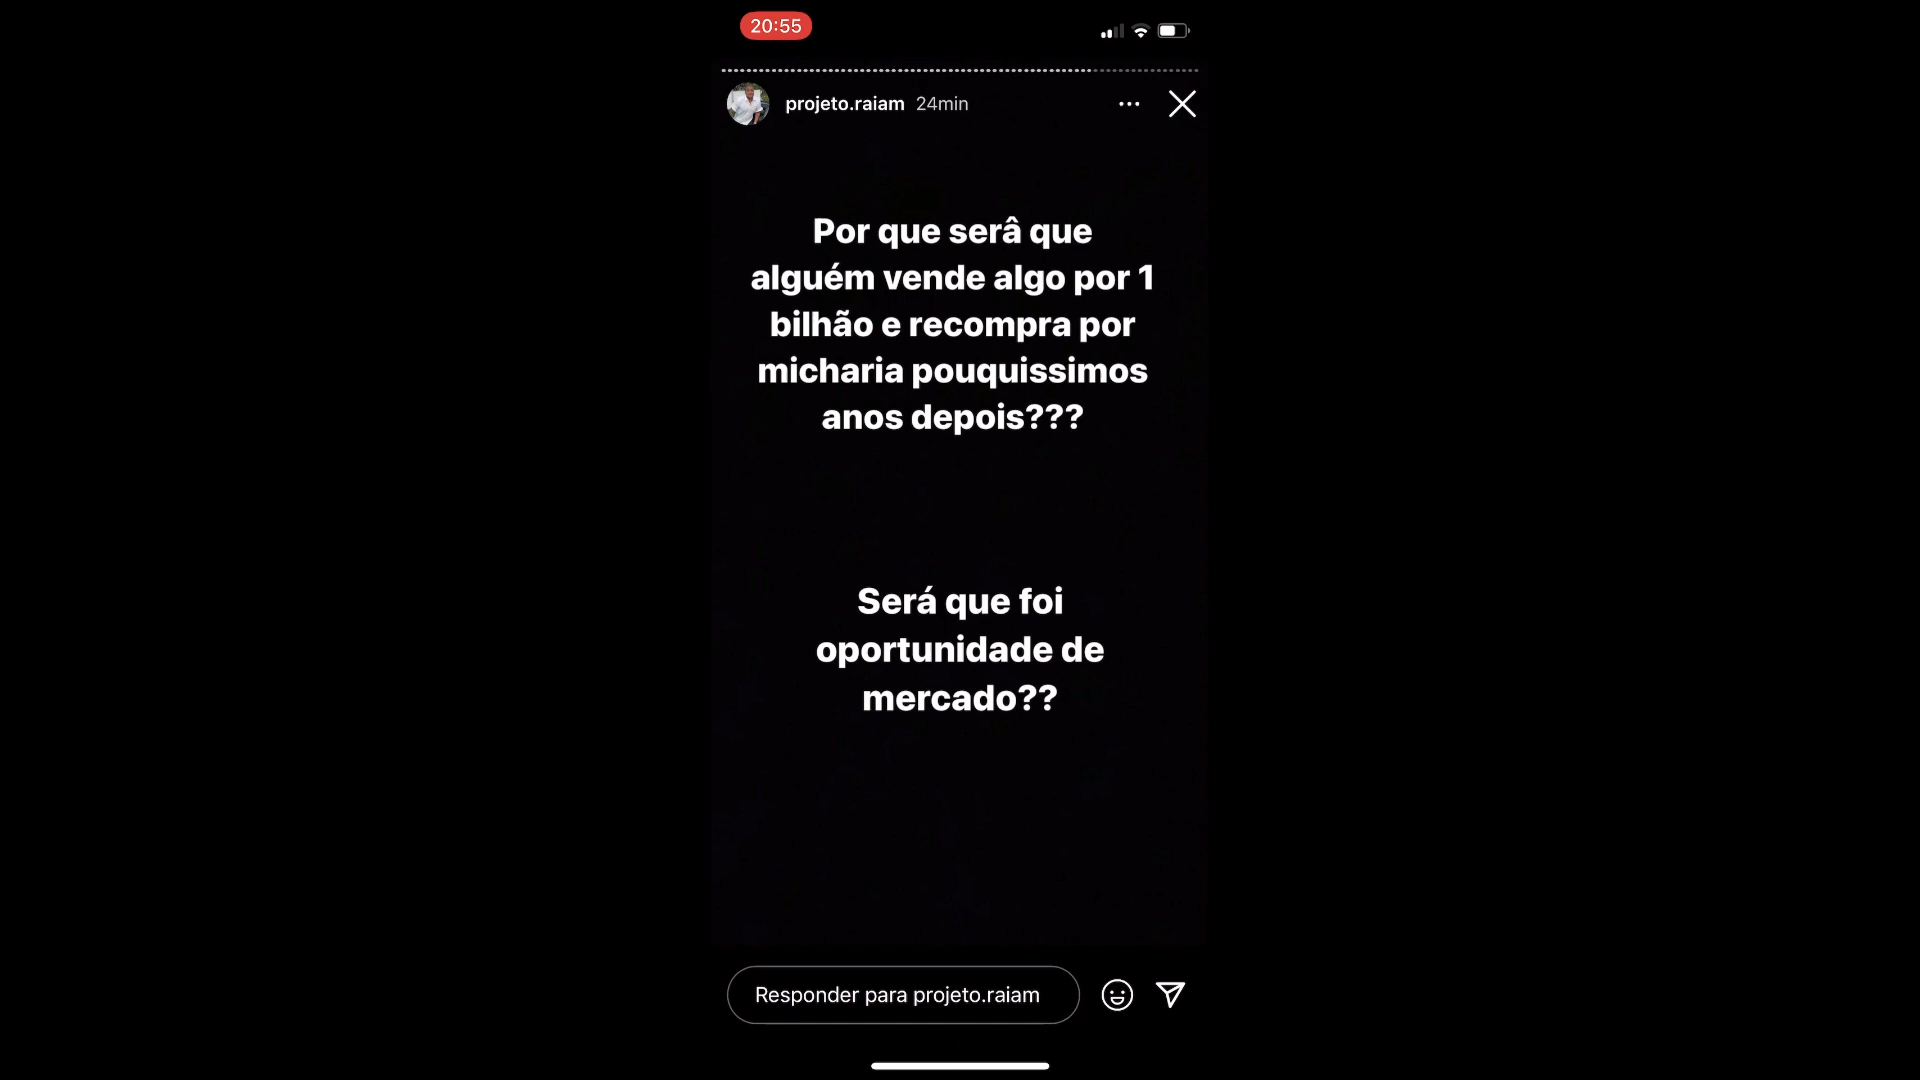 20:55
projeto.raiam 24min
Por que serâ que
alguém vende algo por 1
bilhão e recompra por
micharia pouquissimos
anos depois???
Será que foi
oportunidade de
mercado??
Responder para projeto.raiam